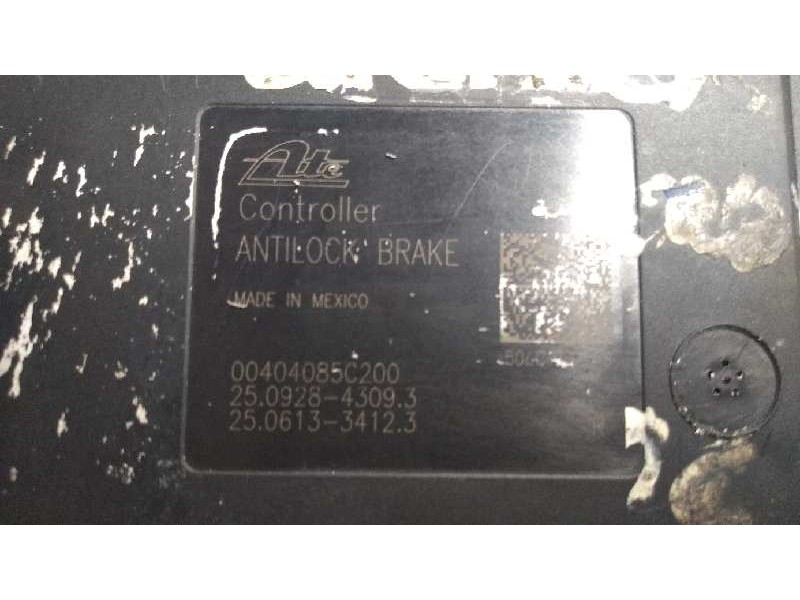 Ate
Controller
ANTILOCK BRAKE
MADE IN MEXICO
00404085C200
25.0928-4309.3
25.0613-3412.3